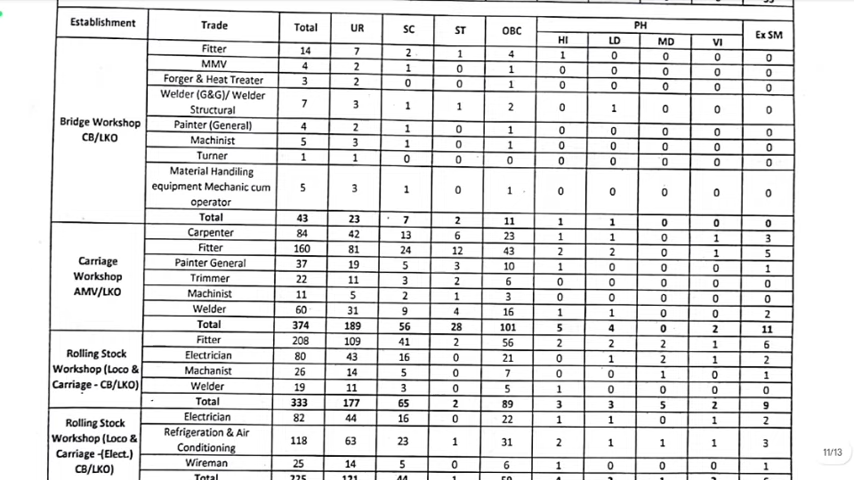 Establishment Trade Total UR SC ST OBC PH Ex SM
HI LD MD VI
Bridge Workshop CB/LKO
Fitter 14 7 2 1 4 1 0 0 0 0
MMV 4 2 1 0 1 0 0 0 0 0
Forger & Heat Treater 3 2 0 0 1 0 0 0 0 0
Welder (G&G)/ Welder
Structural 7 3 1 1 2 0 1 0 0 0
Painter (General) 4 2 1 0 1 0 0 0 0 0
Machinist 5 3 1 0 1 0 0 0 0 0
Turner 1 1 0 0 0 0 0 0 0 0
Material Handiling
equipment Mechanic cum 5 3 1 0 1 0 0 0 0 0
operator
Total 43 23 7 2 11 1 1 0 0 0
Carriage
Workshop
AMV/LKO
Carpenter 84 42 13 6 23 1 1 0 1 3
Fitter 160 81 24 12 43 2 2 0 1 5
Painter General 37 19 5 3 10 1 0 0 0 1
Trimmer 22 11 3 2 6 0 0 0 0 0
Machinist 11 5 2 1 3 0 0 0 0 0
Welder 60 31 9 4 16 1 1 0 0 2
Total 374 189 56 28 101 5 4 0 2 11
Rolling Stock
Workshop (Loco &
Carriage - CB/LKO)
Fitter 208 109 41 2 56 2 2 2 1 6
Electrician 80 43 16 0 21 0 1 2 1 2
Machanist 26 14 5 0 7 0 0 1 0 1
Welder 19 11 3 0 5 1 0 0 0 0
Total 333 177 65 2 89 3 3 5 2 9
Rolling Stock
Workshop (Loco &
Carriage -(Elect.)
CB/LKO)
Electrician 82 44 16 0 22 1 1 0 1 2
Refrigeration & Air
Conditioning 118 63 23 1 31 2 1 1 1 3
Wireman 25 14 5 0 6 1 0 0 0 1
Total 225 121 44 1
11/13